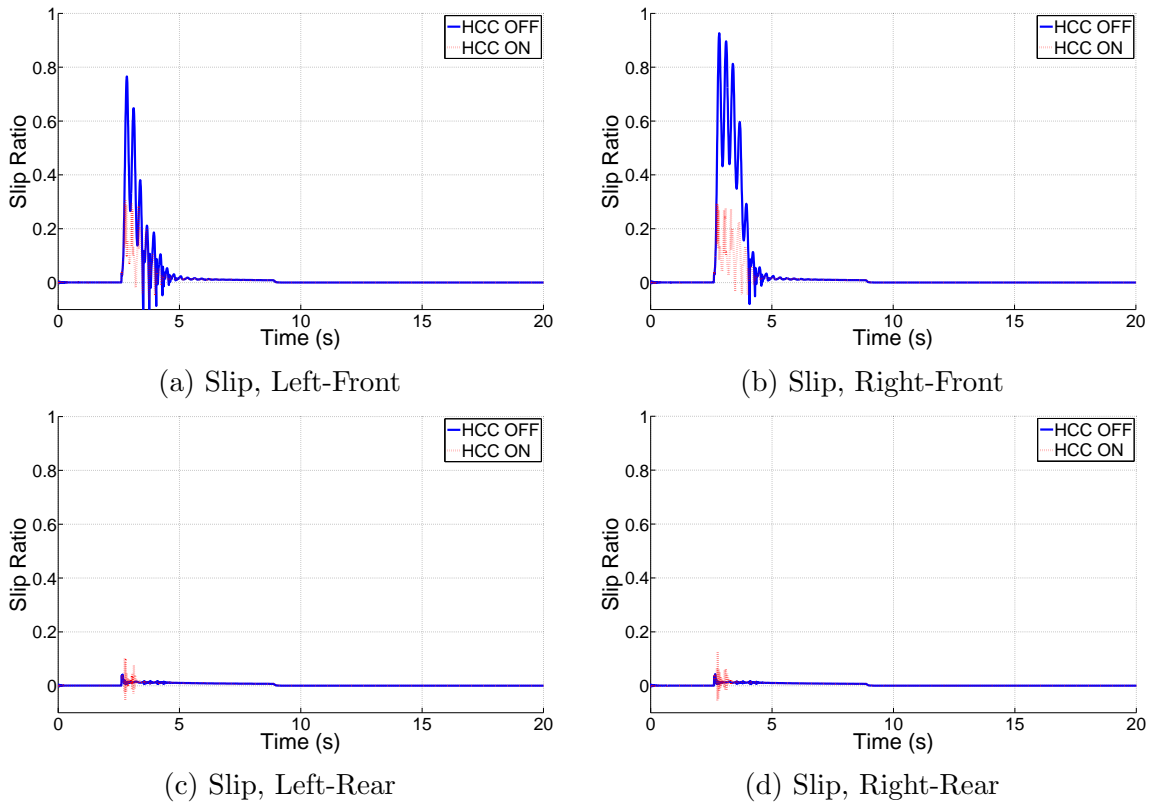 1
0.8
0.6
0.4
0.2
0
Slip Ratio
0 5 10 15 20
Time (s)
HCC OFF
HCC ON
(a) Slip, Left-Front
1
0.8
0.6
0.4
0.2
0
Slip Ratio
0 5 10 15 20
Time (s)
HCC OFF
HCC ON
(b) Slip, Right-Front
1
0.8
0.6
0.4
0.2
0
Slip Ratio
0 5 10 15 20
Time (s)
HCC OFF
HCC ON
(c) Slip, Left-Rear
1
0.8
0.6
0.4
0.2
0
Slip Ratio
0 5 10 15 20
Time (s)
HCC OFF
HCC ON
(d) Slip, Right-Rear